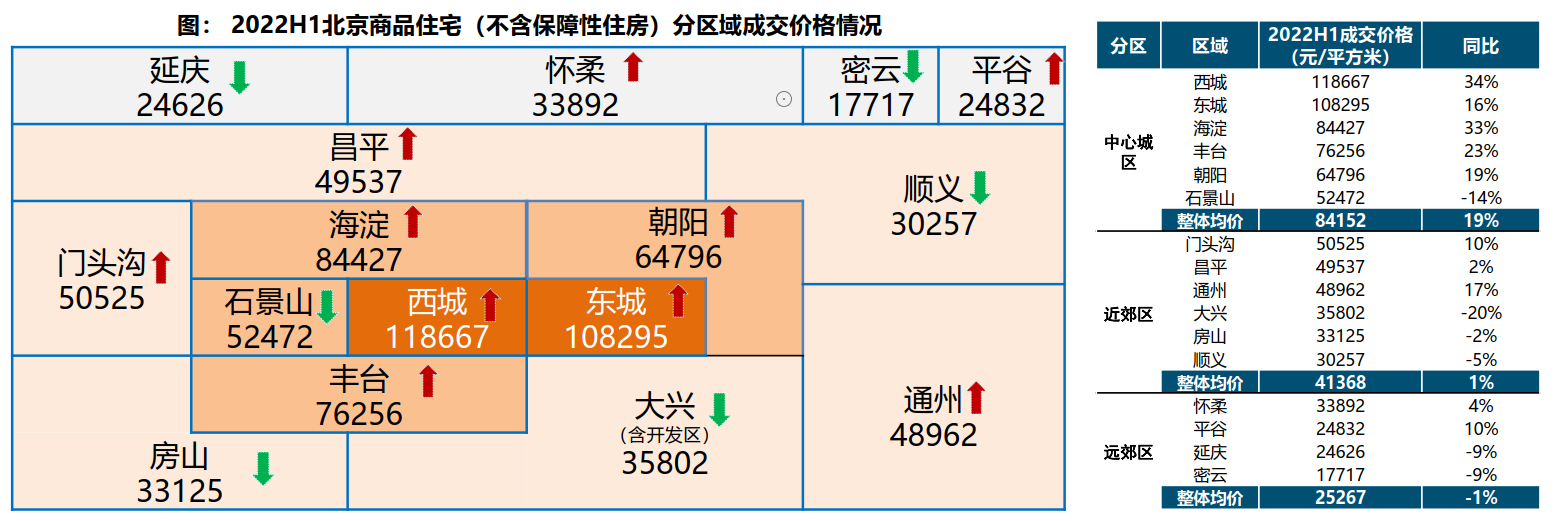 图： 2022H1北京商品住宅（不含保障性住房）分区域成交价格情况
延庆
24626
怀柔
33892
密云
17717
平谷
24832
昌平
49537
顺义
30257
门头沟
50525
海淀
84427
朝阳
64796
石景山
52472
西城
118667
东城
108295
丰台
76256
大兴
（含开发区）
35802
通州
48962
房山
33125
分区 区域 2022H1成交价格 同比
（元/平方米）
西城 118667 34%
东城 108295 16%
海淀 84427 33%
中心城
区
丰台 76256 23%
朝阳 64796 19%
石景山 52472 -14%
整体均价 84152 19%
门头沟 50525 10%
昌平 49537 2%
通州 48962 17%
近郊区 大兴 35802 -20%
房山 33125 -2%
顺义 30257 -5%
整体均价 41368 1%
怀柔 33892 4%
平谷 24832 10%
远郊区 延庆 24626 -9%
密云 17717 -9%
整体均价 25267 -1%